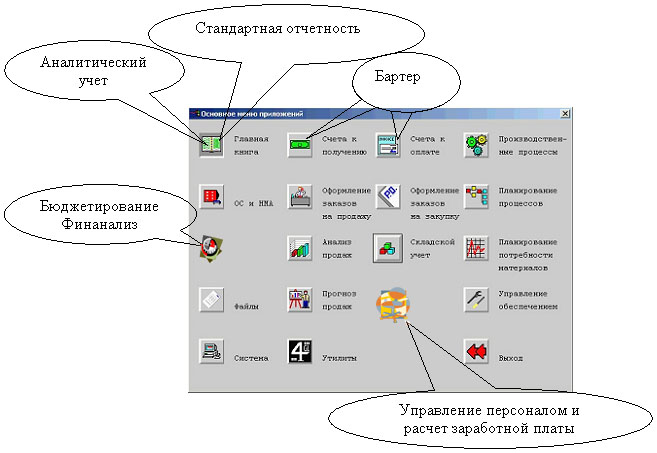 Стандартная отчетность
Аналитический
учет
Бартер
Основное меню приложений
Главная
книга
Счета к
получению
Счета к
оплате
Производствен-
ные процессы
ОС и НМА
Оформление
заказов
на продажу
Оформление
заказов
на закупку
Планирование
процессов
Бюджетирование
Финанализ
Анализ
продаж
Складской
учет
Планирование
потребности
материалов
Файлы
Прогноз
продаж
Управление
обеспечением
Система
Утилиты
Выход
Управление персоналом и
расчет заработной платы